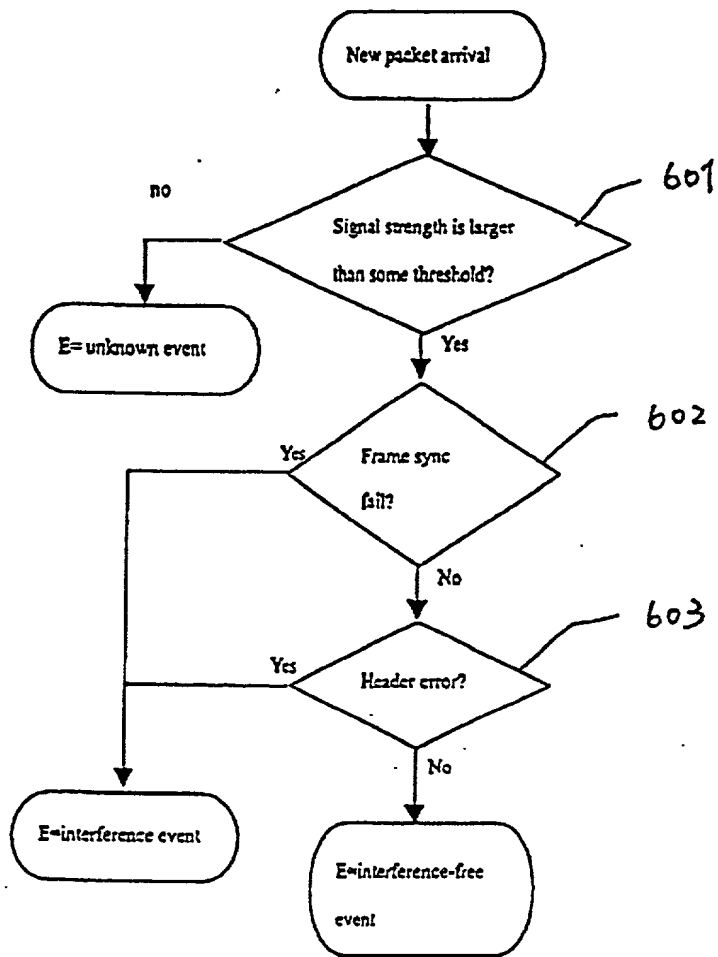 New packet arrival
601
no
Signal strength is larger
than some threshold?
E= unknown event
Yes
602
Yes
Frame sync
fail?
No
603
Yes
Header error?
No
E=interference event
E=interference-free
event